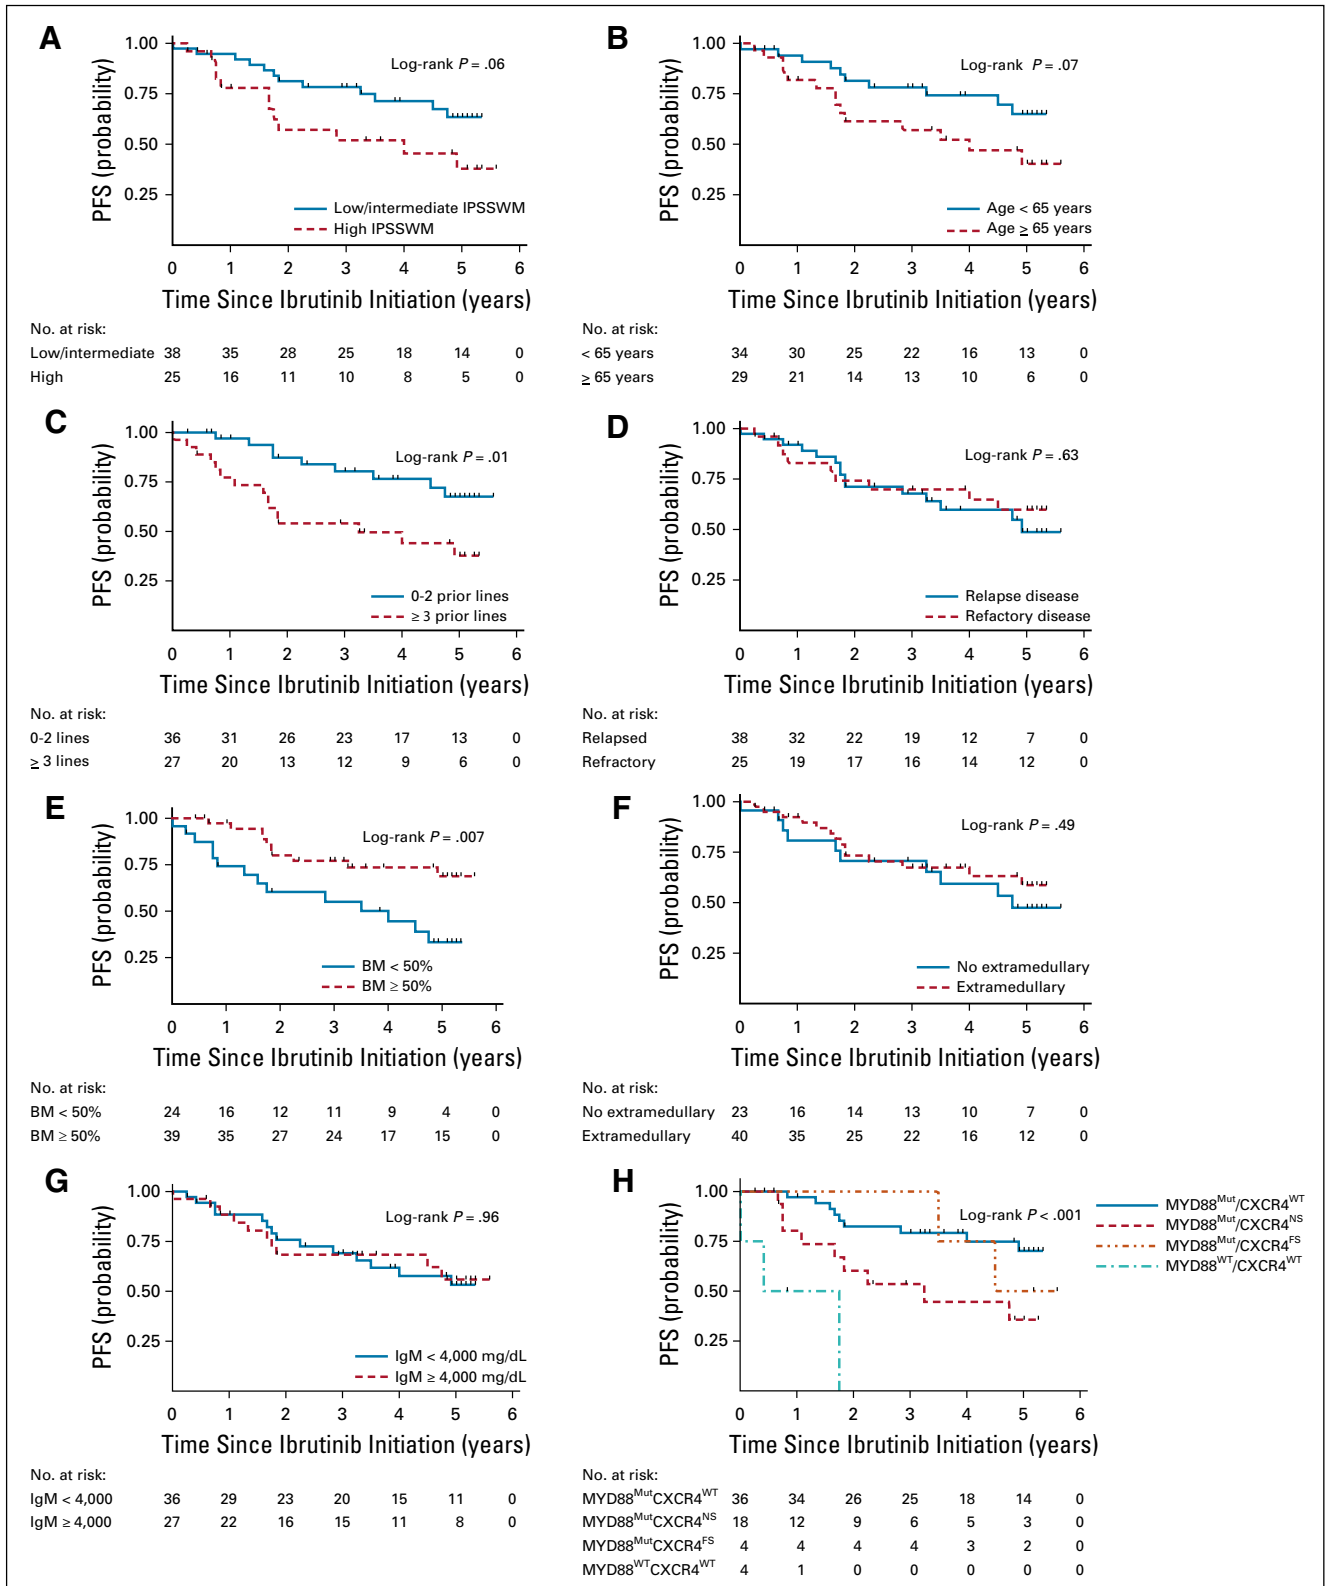 A
PFS (probability)
1.00
0.75
0.50
0.25
Log-rank P = .06
Low/intermediate IPSSWM
High IPSSWM
0 1 2 3 4 5 6
Time Since Ibrutinib Initiation (years)
No. at risk:
Low/intermediate 38 35 28 25 18 14 0
High 25 16 11 10 8 5 0
B
PFS (probability)
1.00
0.75
0.50
0.25
Log-rank P = .07
Age < 65 years
Age ≥ 65 years
0 1 2 3 4 5 6
Time Since Ibrutinib Initiation (years)
No. at risk:
< 65 years 34 30 25 22 16 13 0
≥ 65 years 29 21 14 13 10 6 0
C
PFS (probability)
1.00
0.75
0.50
0.25
Log-rank P = .01
0-2 prior lines
≥ 3 prior lines
0 1 2 3 4 5 6
Time Since Ibrutinib Initiation (years)
No. at risk:
0-2 lines 36 31 26 23 17 13 0
≥ 3 lines 27 20 13 12 9 6 0
D
PFS (probability)
1.00
0.75
0.50
0.25
Log-rank P = .63
Relapse disease
Refactory disease
0 1 2 3 4 5 6
Time Since Ibrutinib Initiation (years)
No. at risk:
Relapsed 38 32 22 19 12 7 0
Refractory 25 19 17 16 14 12 0
E
PFS (probability)
1.00
0.75
0.50
0.25
Log-rank P = .007
BM < 50%
BM ≥ 50%
0 1 2 3 4 5 6
Time Since Ibrutinib Initiation (years)
No. at risk:
BM < 50% 24 16 12 11 9 4 0
BM ≥ 50% 39 35 27 24 17 15 0
F
PFS (probability)
1.00
0.75
0.50
0.25
Log-rank P = .49
No extramedullary
Extramedullary
0 1 2 3 4 5 6
Time Since Ibrutinib Initiation (years)
No. at risk:
No extramedullary 23 16 14 13 10 7 0
Extramedullary 40 35 25 22 16 12 0
G
PFS (probability)
1.00
0.75
0.50
0.25
Log-rank P = .96
IgM < 4,000 mg/dL
IgM ≥ 4,000 mg/dL
0 1 2 3 4 5 6
Time Since Ibrutinib Initiation (years)
No. at risk:
IgM < 4,000 36 29 23 20 15 11 0
IgM ≥ 4,000 27 22 16 15 11 8 0
H
PFS (probability)
1.00
0.75
0.50
0.25
Log-rank P < .001
MYD88Mut/CXCR4WT
MYD88Mut/CXCR4NS
MYD88Mut/CXCR4FS
MYD88WT/CXCR4WT
0 1 2 3 4 5 6
Time Since Ibrutinib Initiation (years)
No. at risk:
MYD88MutCXCR4WT 36 34 26 25 18 14 0
MYD88MutCXCR4NS 18 12 9 6 5 3 0
MYD88MutCXCR4FS 4 4 4 4 3 2 0
MYD88WTCXCR4WT 4 1 0 0 0 0 0